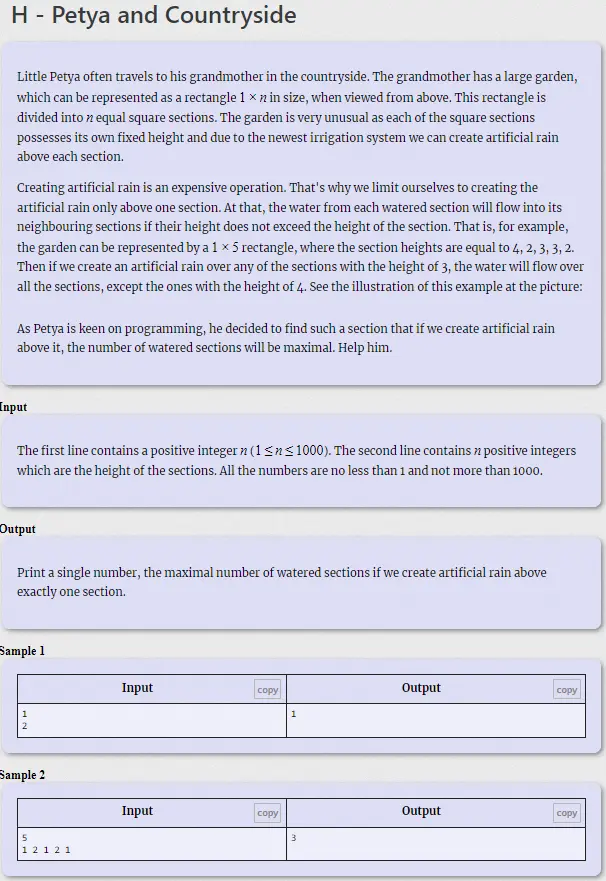 H - Petya and Countryside
Little Petya often travels to his grandmother in the countryside. The grandmother has a large garden,
which can be represented as a rectangle 1 × n in size, when viewed from above. This rectangle is
divided into n equal square sections. The garden is very unusual as each of the square sections
possesses its own fixed height and due to the newest irrigation system we can create artificial rain
above each section.
Creating artificial rain is an expensive operation. That's why we limit ourselves to creating the
artificial rain only above one section. At that, the water from each watered section will flow into its
neighbouring sections if their height does not exceed the height of the section. That is, for example,
the garden can be represented by a 1 × 5 rectangle, where the section heights are equal to 4, 2, 3, 3, 2.
Then if we create an artificial rain over any of the sections with the height of 3, the water will flow over
all the sections, except the ones with the height of 4. See the illustration of this example at the picture:
As Petya is keen on programming, he decided to find such a section that if we create artificial rain
above it, the number of watered sections will be maximal. Help him.
Input
The first line contains a positive integer n (1 ≤ n ≤ 1000). The second line contains n positive integers
which are the height of the sections. All the numbers are no less than 1 and not more than 1000.
Output
Print a single number, the maximal number of watered sections if we create artificial rain above
exactly one section.
Sample 1
Input copy Output copy
1 1
2
Sample 2
Input copy Output copy
5 3
1 2 1 2 1